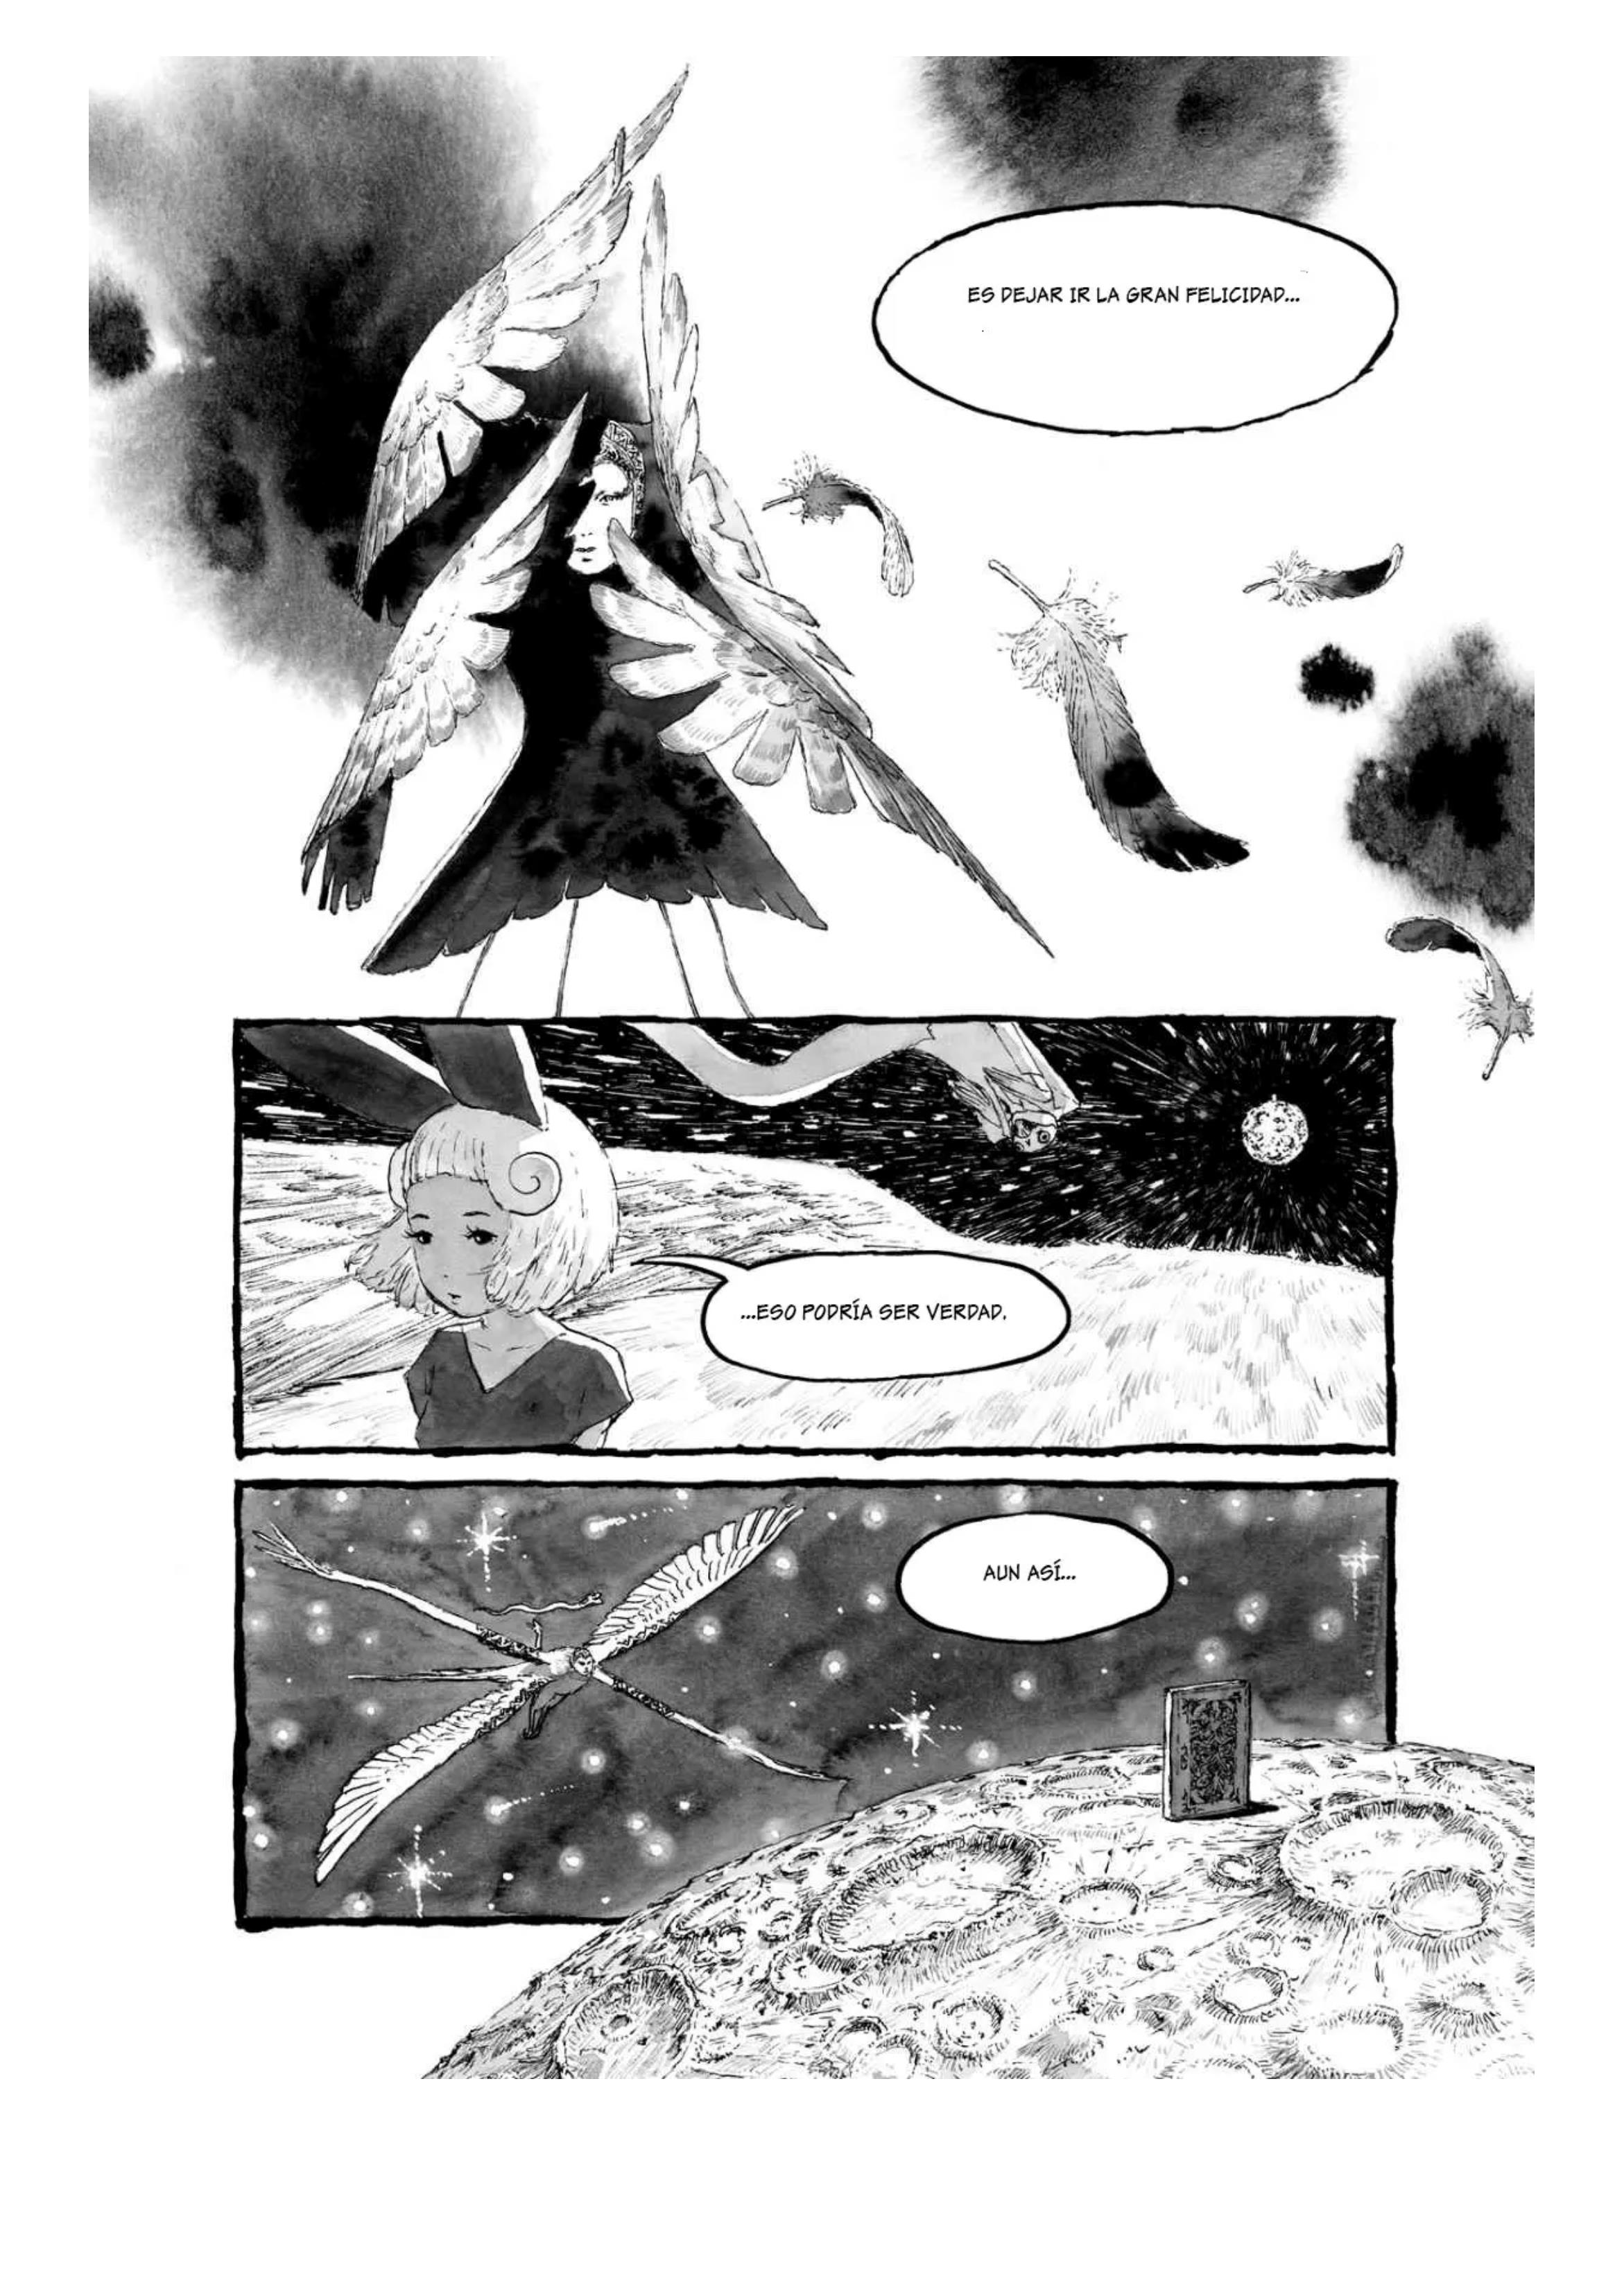 ES DEJAR IR LA GRAN FELICIDAD...
...ESO PODRÍA SER VERDAD.
AUN ASÍ...